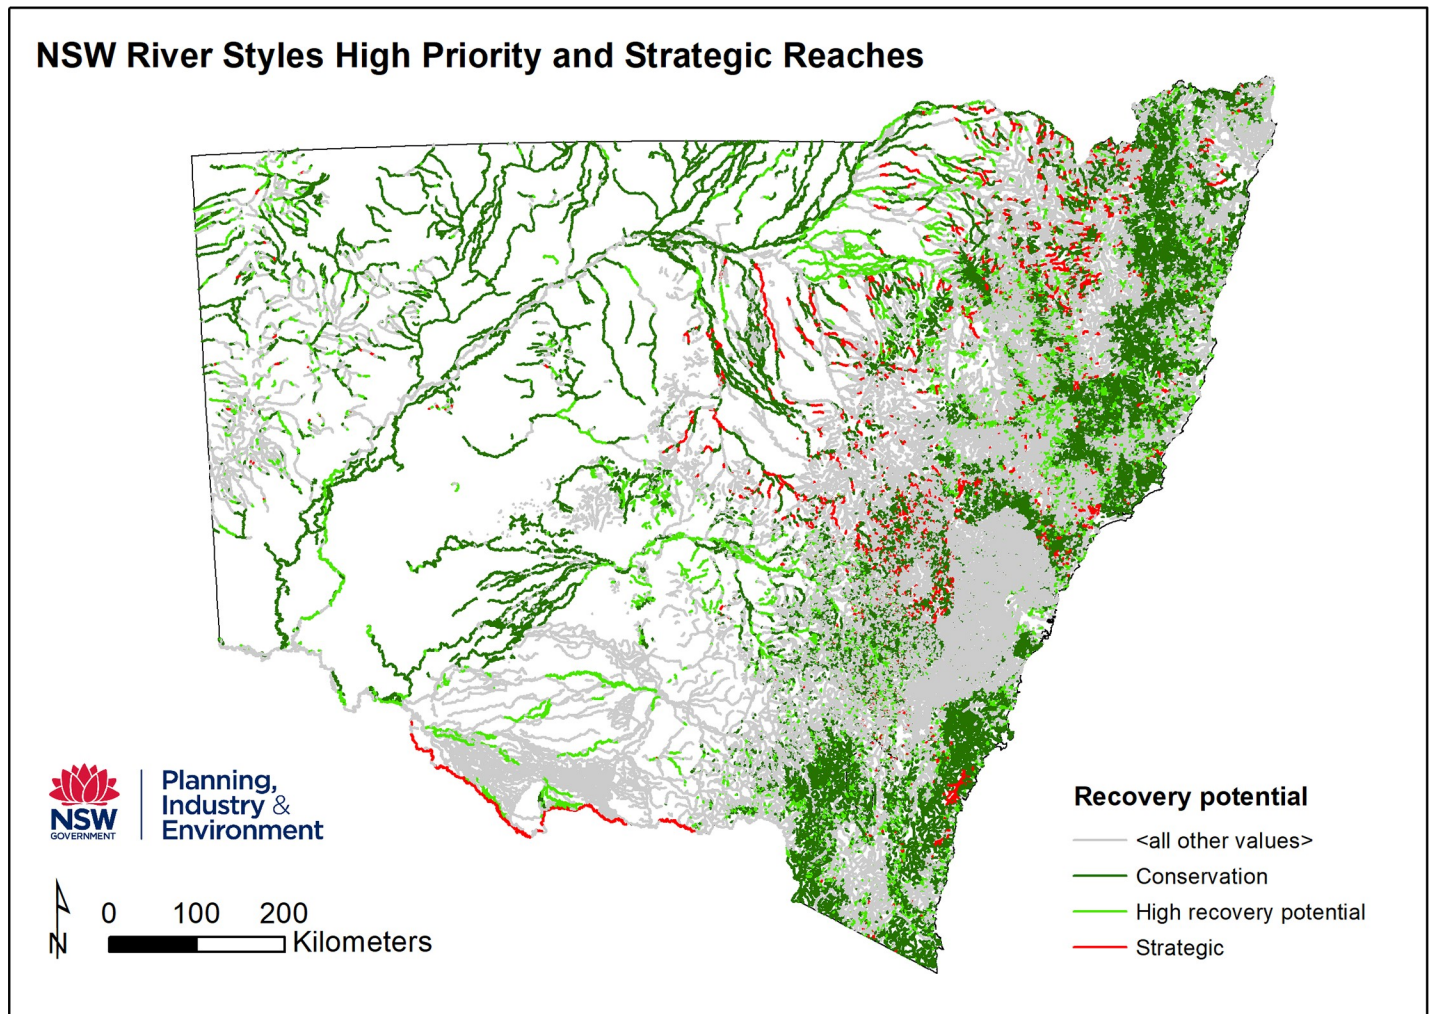 NSW River Styles High Priority and Strategic Reaches
Planning,
Industry &
Environment
NSW
GOVERNMENT
Recovery potential
<all other values>
Conservation
High recovery potential
Strategic
N
0 100 200
Kilometers